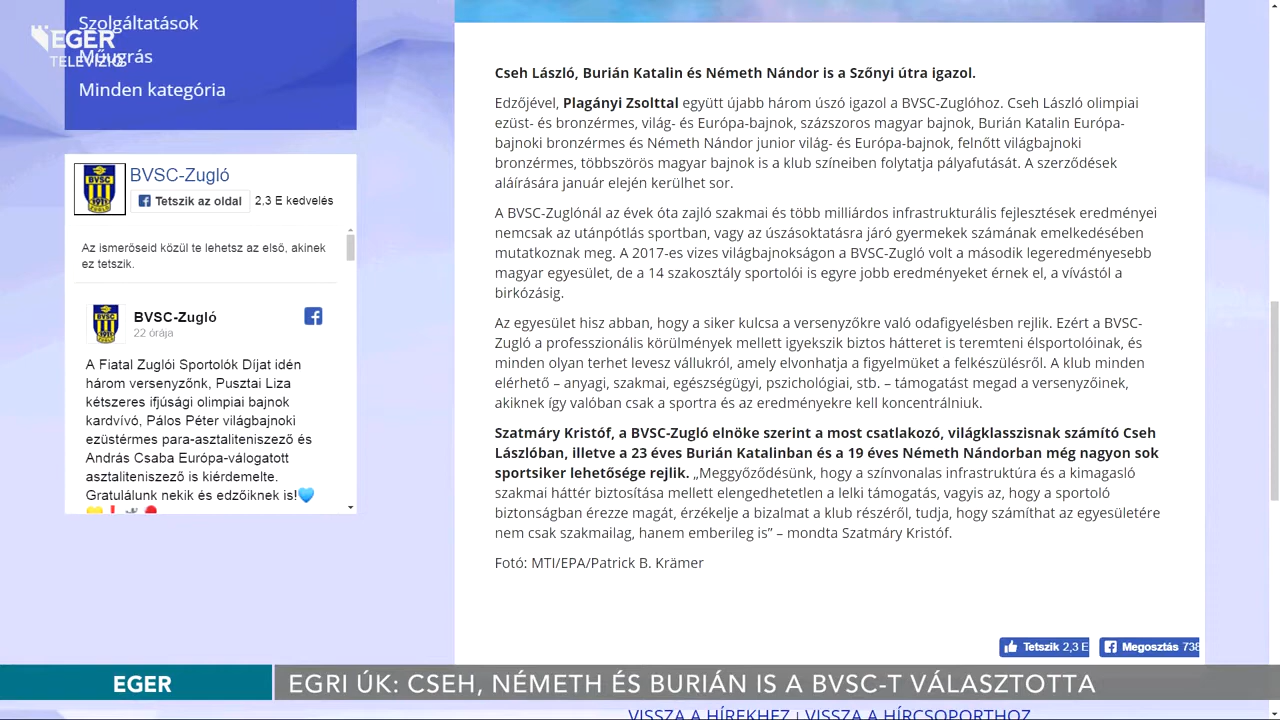 Szolgáltatások
EGER
TELEVÍZIÓ
Műugrás
Minden kategória
BVSC-Zugló
Tetszik az oldal
2,3 E kedvelés
Az ismerőseid közül te lehetsz az első, akinek
ez tetszik.
BVSC-Zugló
22 órája
A Fiatal Zuglói Sportolók Díjat idén
három versenyzőnk, Pusztai Liza
kétszeres ifjúsági olimpiai bajnok
kardvívó, Pálos Péter világbajnoki
ezüstérmes para-asztaliteniszező és
András Csaba Európa-válogatott
asztaliteniszező is kiérdemelte.
Gratulálunk nekik és edzőiknek is!
Cseh László, Burián Katalin és Németh Nándor is a Szőnyi útra igazol.
Edzőjével, Plagányi Zsolttal együtt újabb három úszó igazol a BVSC-Zuglóhoz. Cseh László olimpiai
ezüst- és bronzérmes, világ- és Európa-bajnok, százszoros magyar bajnok, Burián Katalin Európa-
bajnoki bronzérmes és Németh Nándor junior világ- és Európa-bajnok, felnőtt világbajnoki
bronzérmes, többszörös magyar bajnok is a klub színeiben folytatja pályafutását. A szerződések
aláírására január elején kerülhet sor.
A BVSC-Zuglónál az évek óta zajló szakmai és több milliárdos infrastrukturális fejlesztések eredményei
nemcsak az utánpótlás sportban, vagy az úszásoktatásra járó gyermekek számának emelkedésében
mutatkoznak meg. A 2017-es vizes világbajnokságon a BVSC-Zugló volt a második legeredményesebb
magyar egyesület, de a 14 szakosztály sportolói is egyre jobb eredményeket érnek el, a vívástól a
birkózásig.
Az egyesület hisz abban, hogy a siker kulcsa a versenyzőkre való odafigyelésben rejlik. Ezért a BVSC-
Zugló a professzionális körülmények mellett igyekszik biztos hátteret is teremteni élsportolóinak, és
minden olyan terhet levesz vállukról, amely elvonhatja a figyelmüket a felkészülésről. A klub minden
elérhető – anyagi, szakmai, egészségügyi, pszichológiai, stb. – támogatást megad a versenyzőinek,
akiknek így valóban csak a sportra és az eredményekre kell koncentrálniuk.
Szatmáry Kristóf, a BVSC-Zugló elnöke szerint a most csatlakozó, világklasszisnak számító Cseh
Lászlóban, illetve a 23 éves Burián Katalinban és a 19 éves Németh Nándorban még nagyon sok
sportsiker lehetősége rejlik. „Meggyőződésünk, hogy a színvonalas infrastruktúra és a kimagasló
szakmai háttér biztosítása mellett elengedhetetlen a lelki támogatás, vagyis az, hogy a sportoló
biztonságban érezze magát, érzékelje a bizalmat a klub részéről, tudja, hogy számíthat az egyesületére
nem csak szakmailag, hanem emberileg is” – mondta Szatmáry Kristóf.
Fotó: MTI/EPA/Patrick B. Krämer
Tetszik 2,3 E
Megosztás 738
EGER
EGRI ÚK: CSEH, NÉMETH ÉS BURIÁN IS A BVSC-T VÁLASZTOTTA
VISSZA A HÍREKHEZ | VISSZA A HÍRCSOPORTHOZ